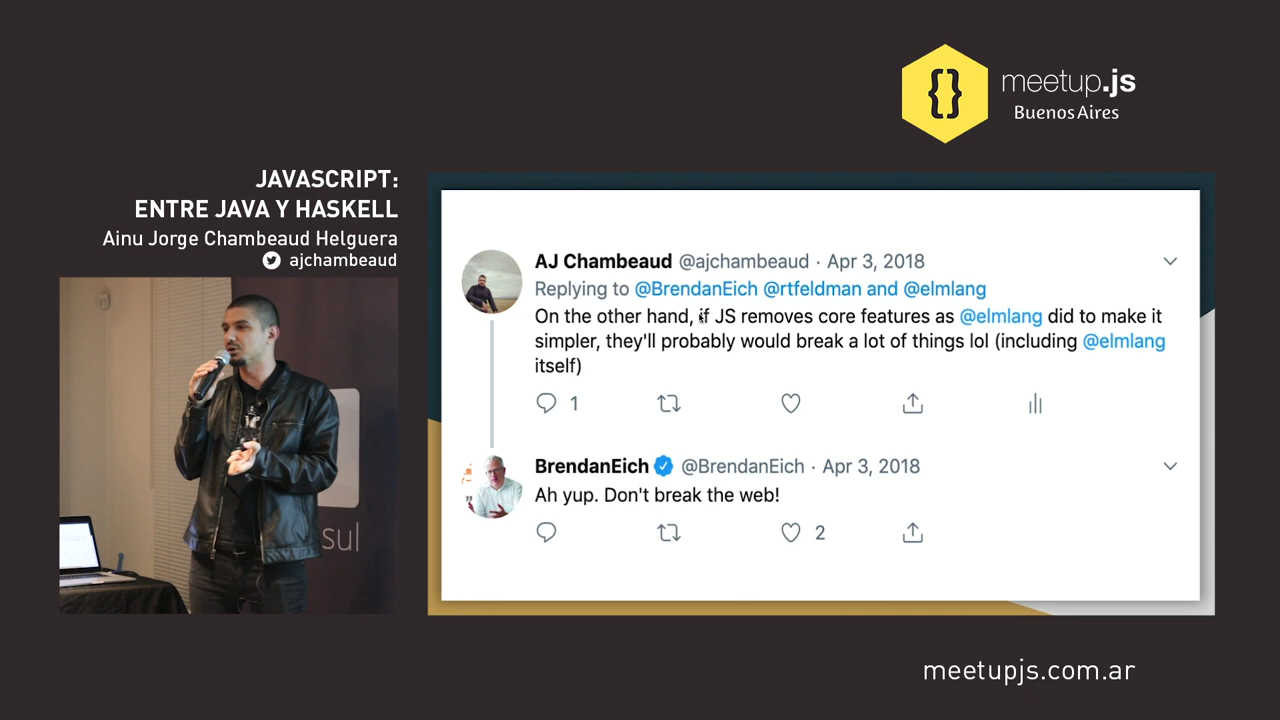 {}
meetup.js
Buenos Aires
JAVASCRIPT:
ENTRE JAVA Y HASKELL
Ainu Jorge Chambeaud Helguera
ajchambeaud
sul
AJ Chambeaud @ajchambeaud · Apr 3, 2018
Replying to @BrendanEich @rtfeldman and @elmlang
On the other hand, if JS removes core features as @elmlang did to make it
simpler, they'll probably would break a lot of things lol (including @elmlang
itself)
1
BrendanEich @BrendanEich · Apr 3, 2018
Ah yup. Don't break the web!
2
meetupjs.com.ar